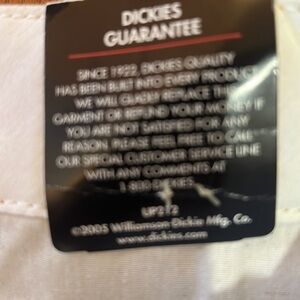 DICKIES
GUARANTEE
SINCE 1922, DICKIES QUALITY
HAS BEEN BUILT INTO EVERY PRODUCT.
WE WILL GLADLY REPLACE THIS
GARMENT OR REFUND YOUR MONEY IF
YOU ARE NOT SATISFIED FOR ANY
REASON. PLEASE FEEL FREE TO CALL
OUR SPECIAL CUSTOMER SERVICE LINE
WITH ANY COMMENTS AT
1-800-
UP212
©2005 Williamson Dickie Mfg. Co.
www.dickies.com